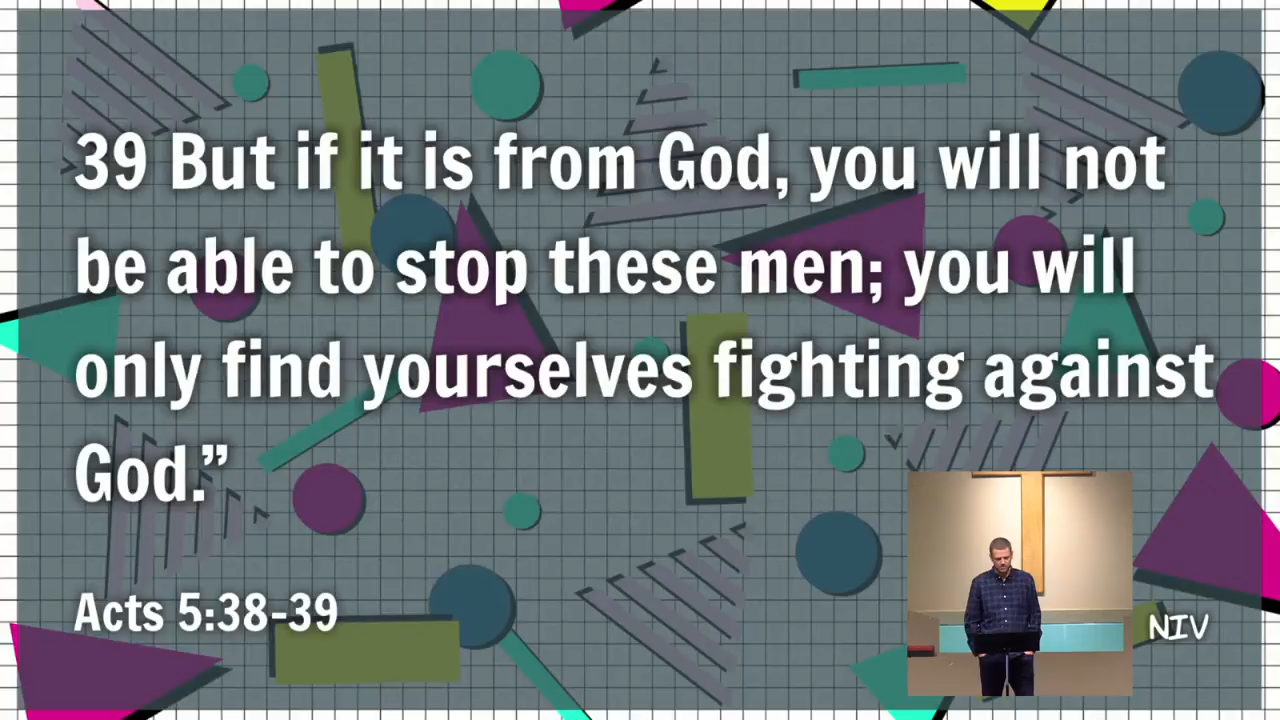 39 But if it is from God, you will not
be able to stop these men; you will
only find yourselves fighting against
God.”
Acts 5:38-39
NIV